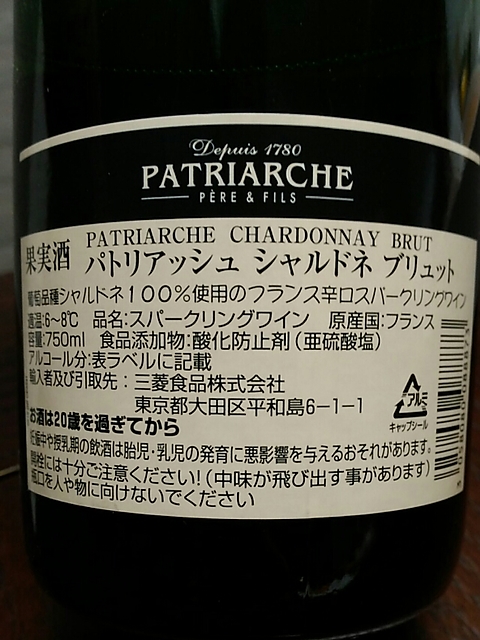 Depuis 1780
PATRIARCHE
PÈRE & FILS
PATRIARCHE CHARDONNAY BRUT
果実酒 パトリアッシュ シャルドネ ブリュット
葡萄品種シャルドネ100%使用のフランス辛口スパークリングワイン
適温:6~8℃ 品名:スパークリングワイン 原産国:フランス
容量:750ml 食品添加物:酸化防止剤(亜硫酸塩)
アルコール分:表ラベルに記載
輸入者及び引取先:三菱食品株式会社
東京都大田区平和島6-1-1
アルミ
キャップシール
お酒は20歳を過ぎてから
妊娠中や授乳期の飲酒は胎児・乳児の発育に悪影響を与えるおそれがあります。
開栓には十分ご注意ください!(中味が飛び出す事があります)
瓶口を人や物に向けないでください